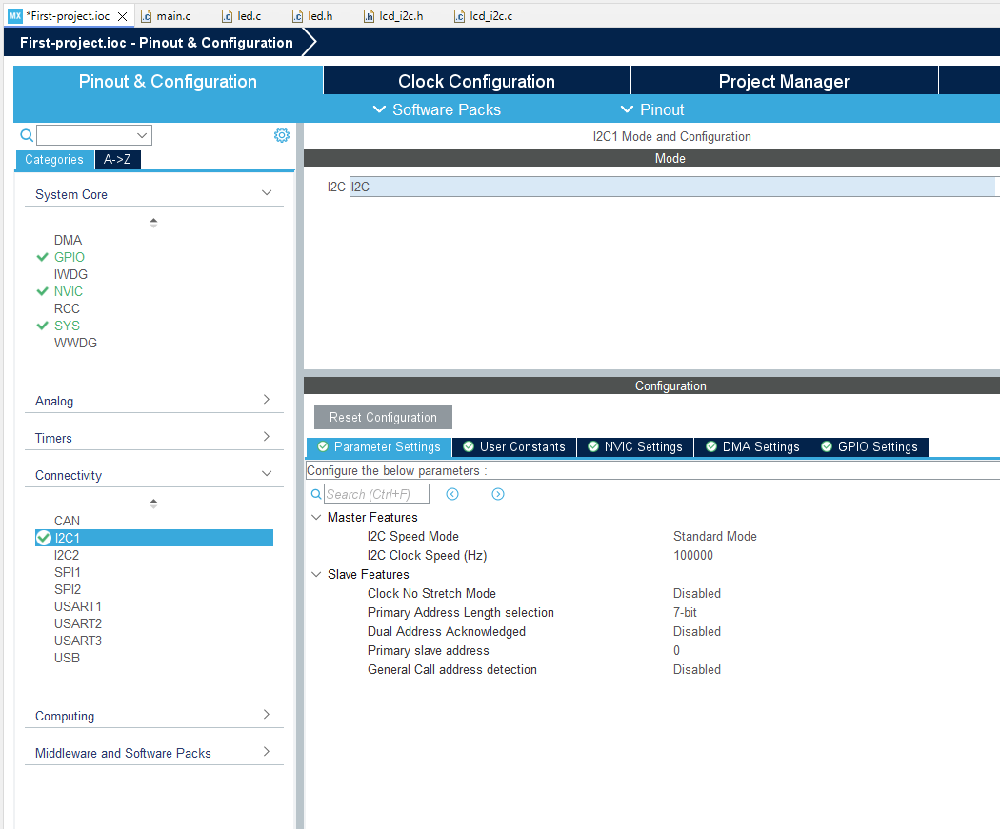 MX *First-project.ioc main.c led.c led.h lcd_i2c.h lcd_i2c.c
First-project.ioc - Pinout & Configuration
Pinout & Configuration Clock Configuration Project Manager
Software Packs Pinout
I2C1 Mode and Configuration
Categories A->Z
Mode
I2C I2C
System Core
DMA
GPIO
IWDG
NVIC
RCC
SYS
WWDG
Analog
Timers
Connectivity
CAN
I2C1
I2C2
SPI1
SPI2
USART1
USART2
USART3
USB
Computing
Middleware and Software Packs
Configuration
Reset Configuration
Parameter Settings User Constants NVIC Settings DMA Settings GPIO Settings
Configure the below parameters :
Search (Ctrl+F)
Master Features
I2C Speed Mode Standard Mode
I2C Clock Speed (Hz) 100000
Slave Features
Clock No Stretch Mode Disabled
Primary Address Length selection 7-bit
Dual Address Acknowledged Disabled
Primary slave address 0
General Call address detection Disabled